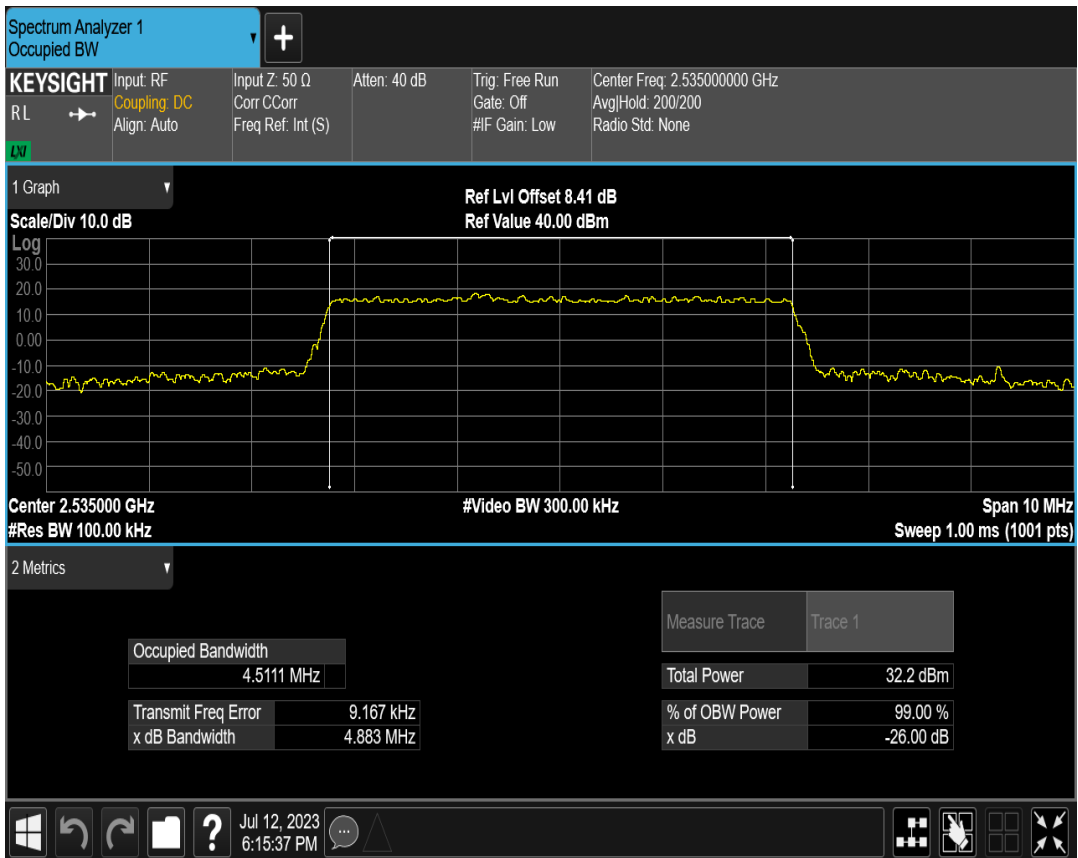 Spectrum Analyzer 1
Occupied BW
KEYSIGHT
RL
LXI
Input: RF
Coupling: DC
Align: Auto
Input Z: 50 Ω
Corr CCorr
Freq Ref: Int (S)
Atten: 40 dB
Trig: Free Run
Gate: Off
#IF Gain: Low
Center Freq: 2.535000000 GHz
Avg|Hold: 200/200
Radio Std: None
1 Graph
Scale/Div 10.0 dB
Ref Lvl Offset 8.41 dB
Ref Value 40.00 dBm
Log
30.0
20.0
10.0
0.00
-10.0
-20.0
-30.0
-40.0
-50.0
Center 2.535000 GHz
#Video BW 300.00 kHz
Span 10 MHz
#Res BW 100.00 kHz
Sweep 1.00 ms (1001 pts)
2 Metrics
Measure Trace Trace 1
Occupied Bandwidth
4.5111 MHz
Total Power 32.2 dBm
Transmit Freq Error 9.167 kHz
% of OBW Power 99.00 %
x dB Bandwidth 4.883 MHz
x dB -26.00 dB
?
Jul 12, 2023
6:15:37 PM